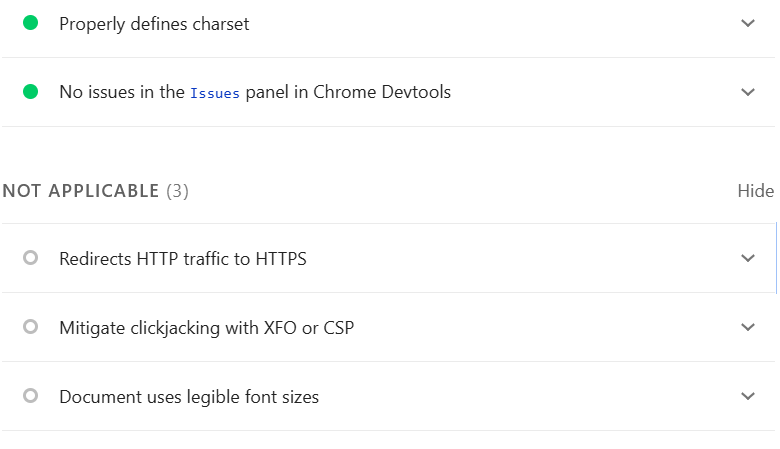 Properly defines charset
No issues in the Issues panel in Chrome Devtools
NOT APPLICABLE (3) Hide
Redirects HTTP traffic to HTTPS
Mitigate clickjacking with XFO or CSP
Document uses legible font sizes